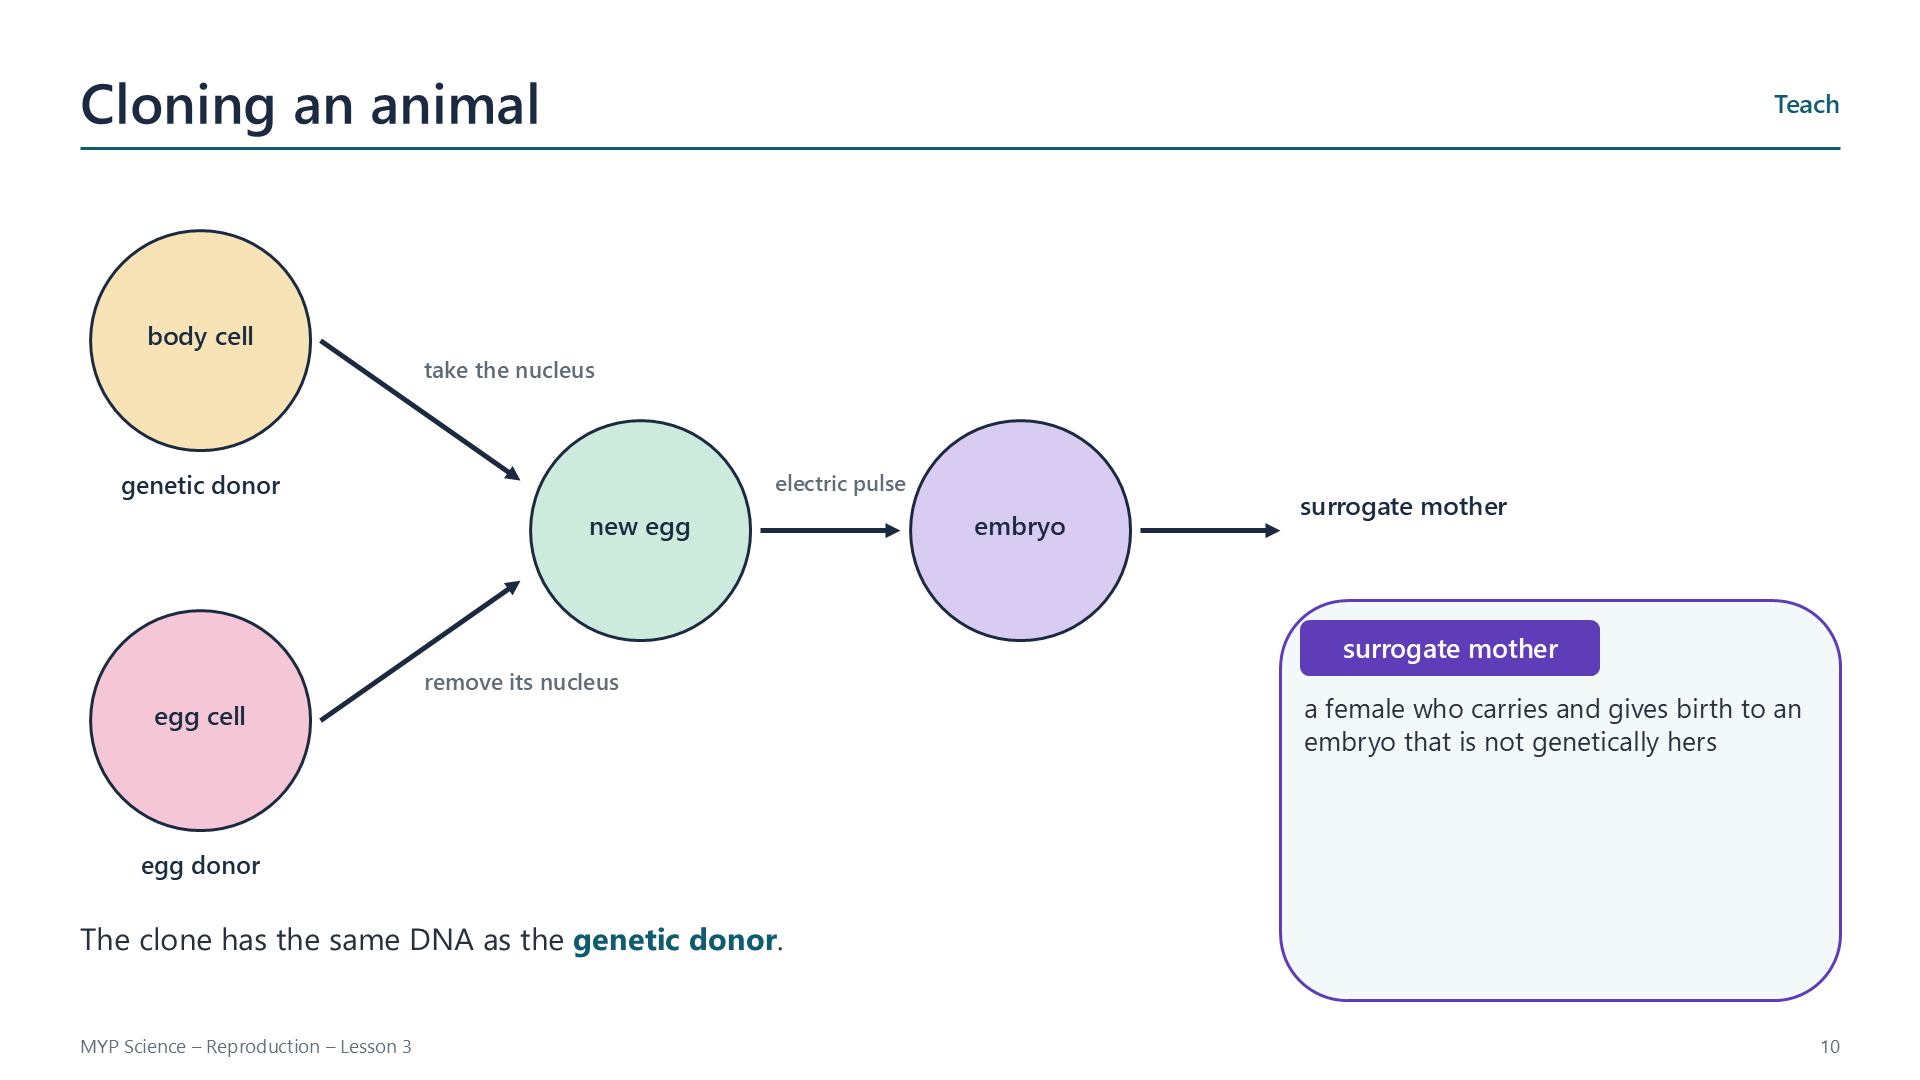 Cloning an animal
Teach
body cell
take the nucleus
genetic donor
electric pulse
new egg
embryo
surrogate mother
egg cell
remove its nucleus
egg donor
surrogate mother
a female who carries and gives birth to an
embryo that is not genetically hers
The clone has the same DNA as the genetic donor.
MYP Science – Reproduction – Lesson 3
10